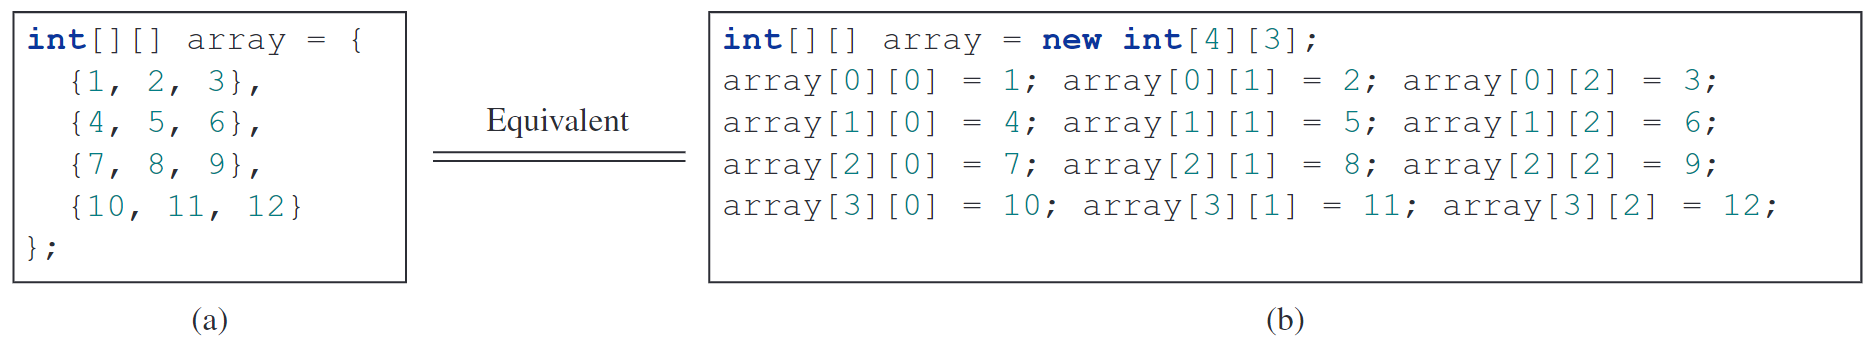 int[][] array = {
  {1, 2, 3},
  {4, 5, 6},
  {7, 8, 9},
  {10, 11, 12}
};
(a)
Equivalent
int[][] array = new int[4][3];
array[0][0] = 1; array[0][1] = 2; array[0][2] = 3;
array[1][0] = 4; array[1][1] = 5; array[1][2] = 6;
array[2][0] = 7; array[2][1] = 8; array[2][2] = 9;
array[3][0] = 10; array[3][1] = 11; array[3][2] = 12;
(b)